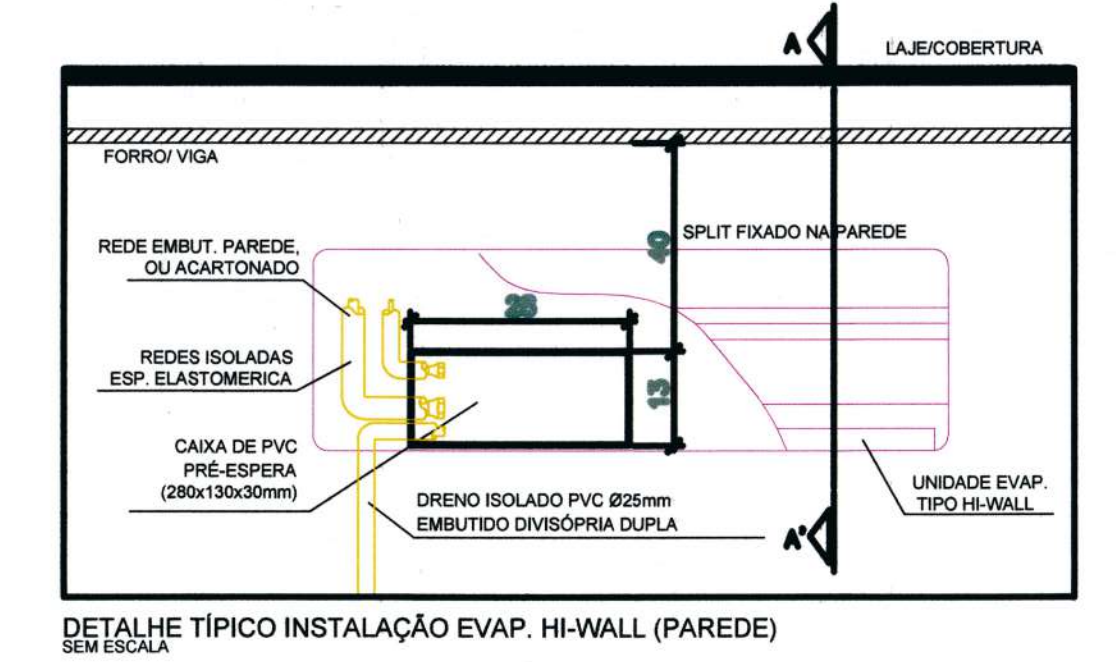 A
LAJE/COBERTURA
FORRO/ VIGA
SPLIT FIXADO NA PAREDE
40
REDE EMBUT. PAREDE,
OU ACARTONADO
28
REDES ISOLADAS
ESP. ELASTOMERICA
13
CAIXA DE PVC
PRÉ-ESPERA
(280x130x30mm)
DRENO ISOLADO PVC Ø25mm
EMBUTIDO DIVISÓPRIA DUPLA
UNIDADE EVAP.
TIPO HI-WALL
A'
DETALHE TÍPICO INSTALAÇÃO EVAP. HI-WALL (PAREDE)
SEM ESCALA